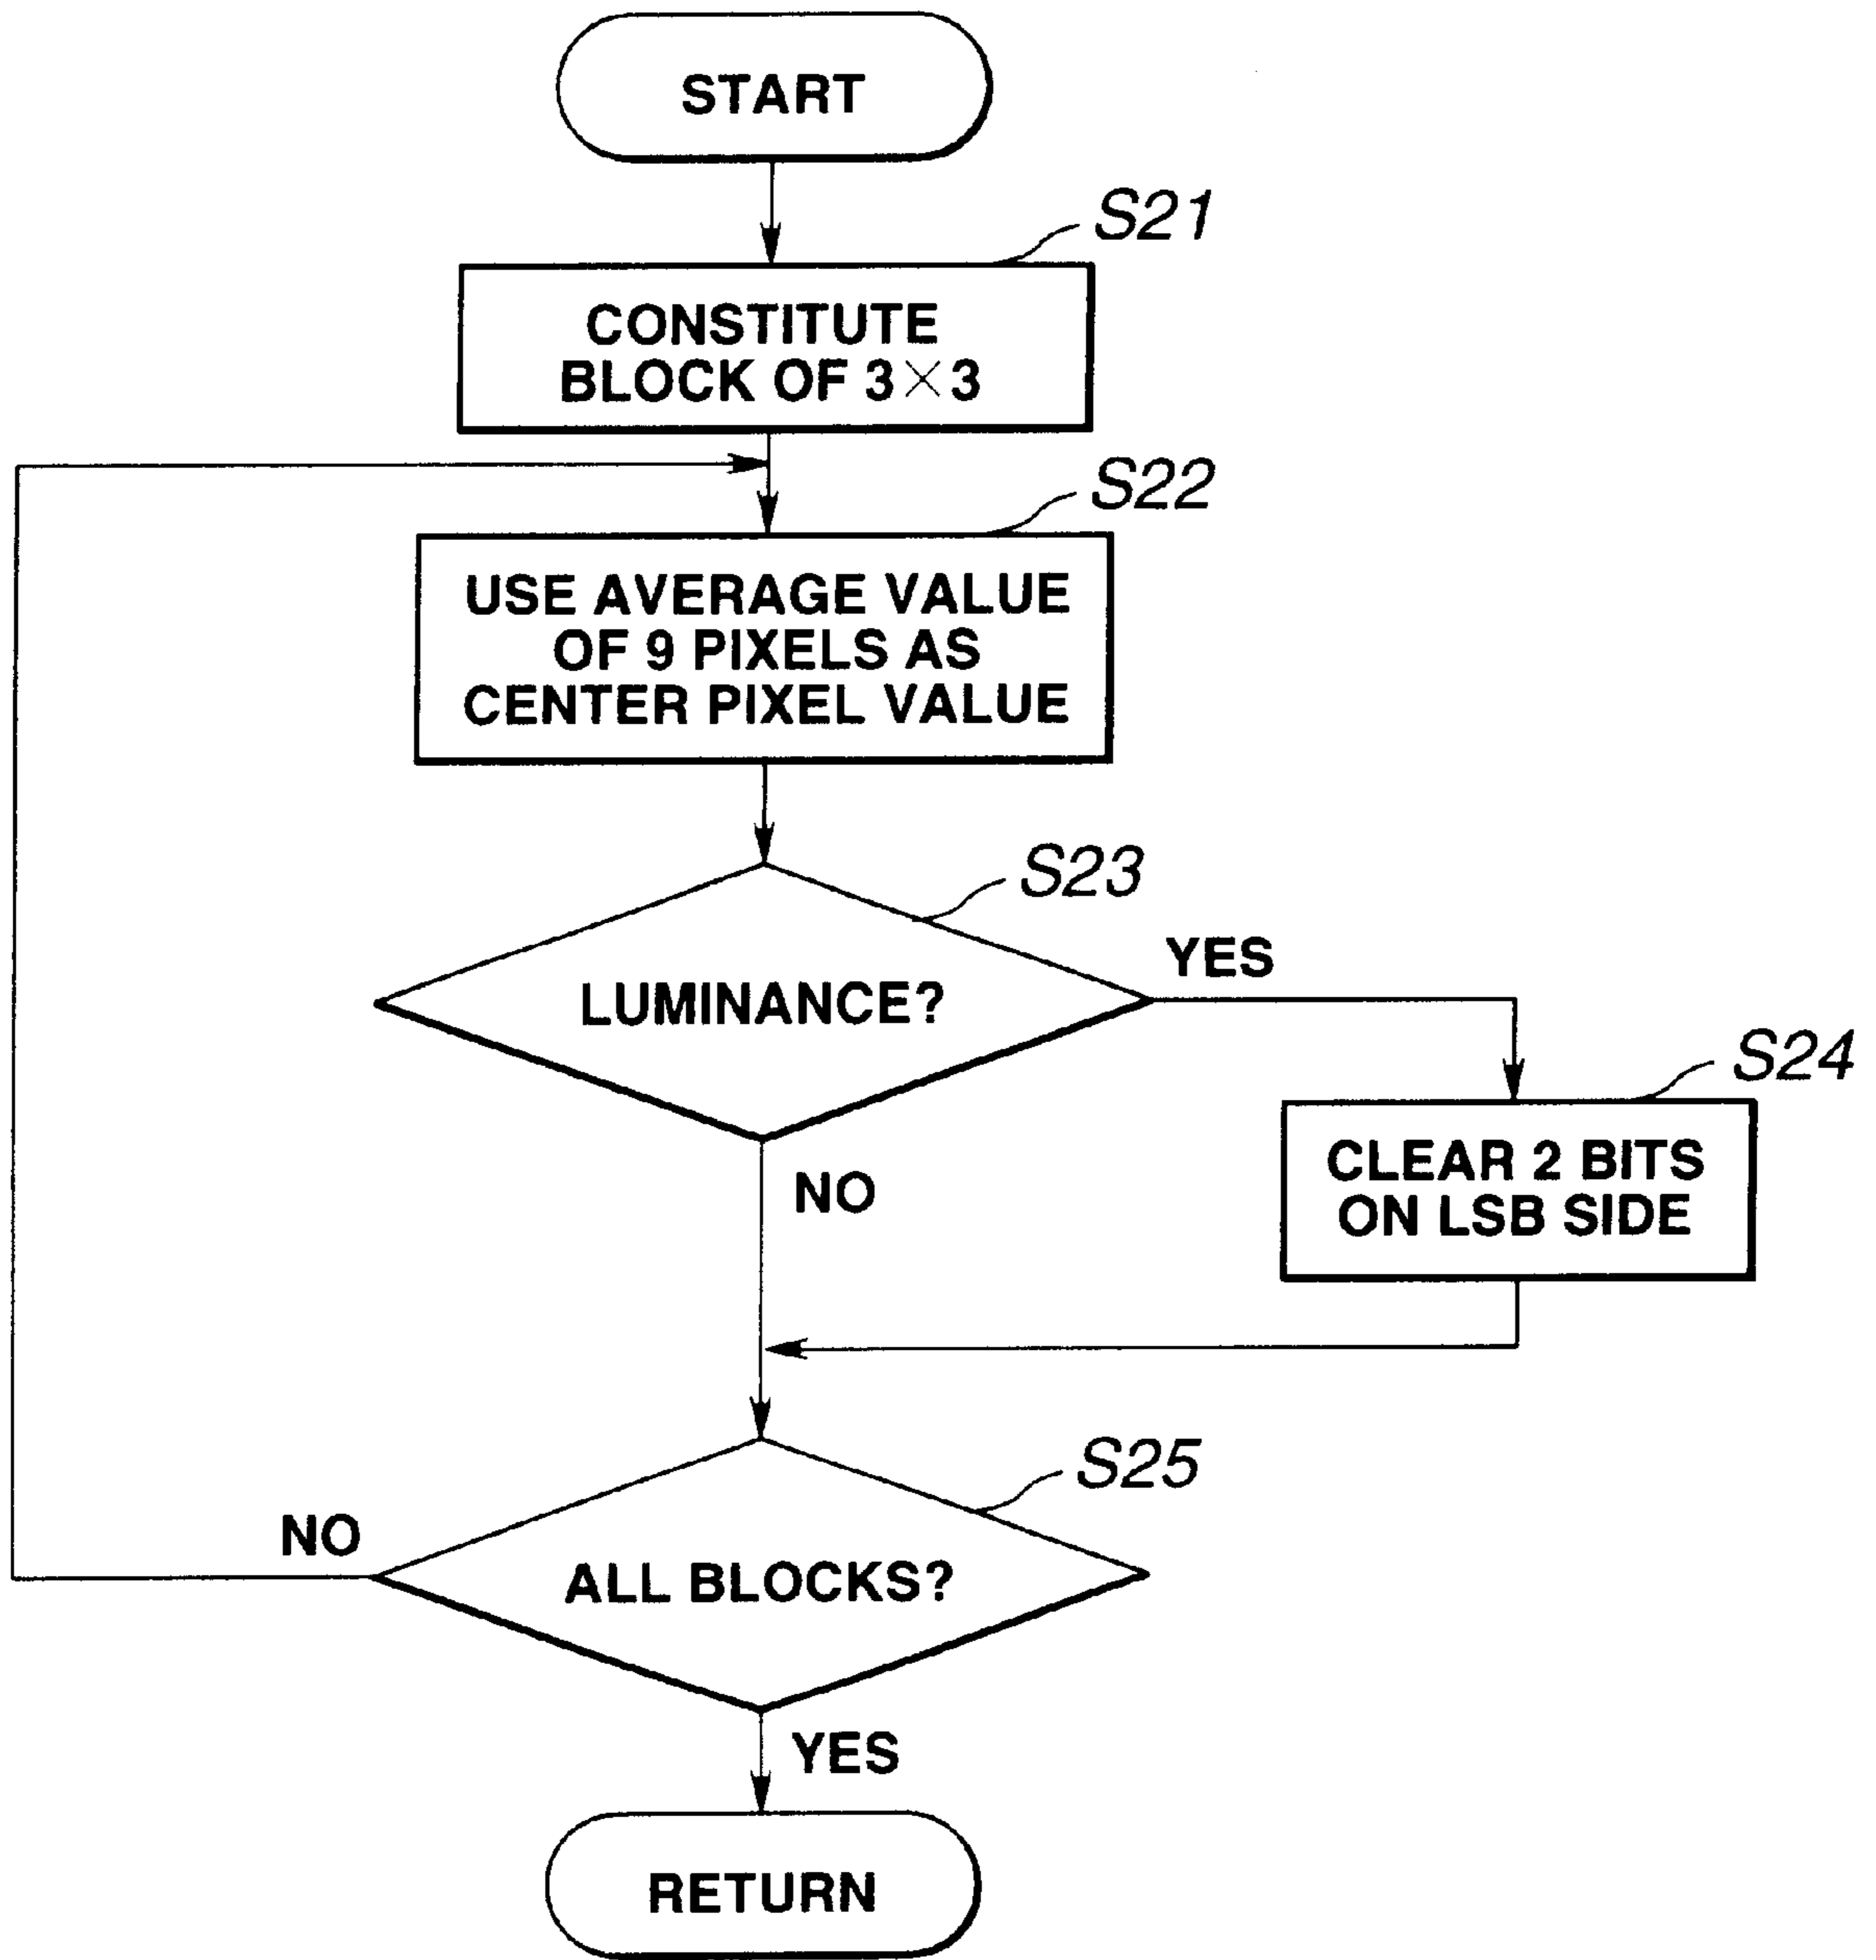 START
S21
CONSTITUTE
BLOCK OF 3×3
S22
USE AVERAGE VALUE
OF 9 PIXELS AS
CENTER PIXEL VALUE
S23
LUMINANCE?
YES
S24
CLEAR 2 BITS
ON LSB SIDE
NO
S25
NO
ALL BLOCKS?
YES
RETURN